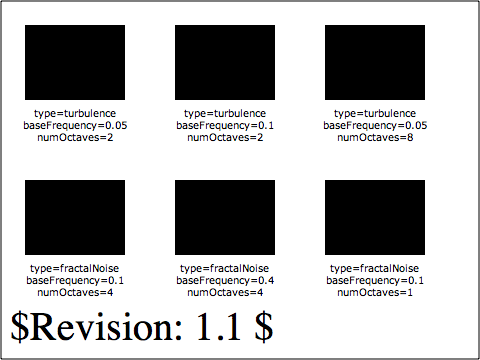 type=turbulence
baseFrequency=0.05
numOctaves=2
type=turbulence
baseFrequency=0.1
numOctaves=2
type=turbulence
baseFrequency=0.05
numOctaves=8
type=fractalNoise
baseFrequency=0.1
numOctaves=4
type=fractalNoise
baseFrequency=0.4
numOctaves=4
type=fractalNoise
baseFrequency=0.1
numOctaves=1
$Revision: 1.1 $